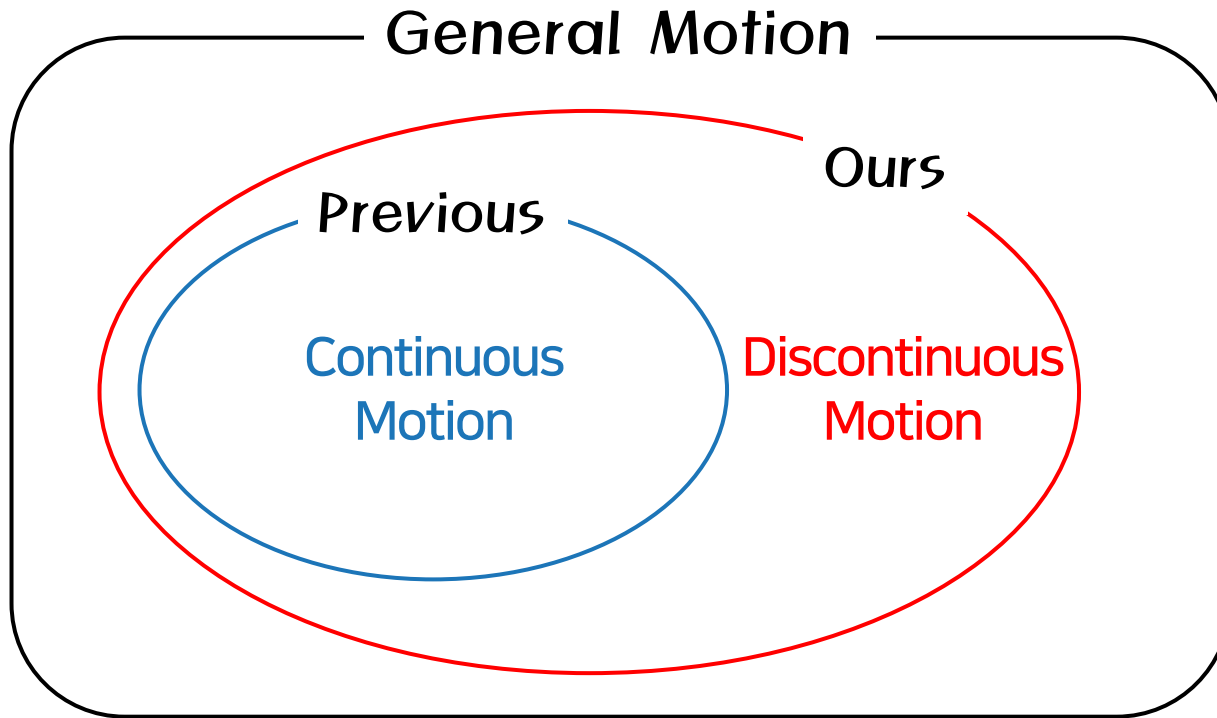 General Motion
Ours
Previous
Continuous
Motion
Discontinuous
Motion